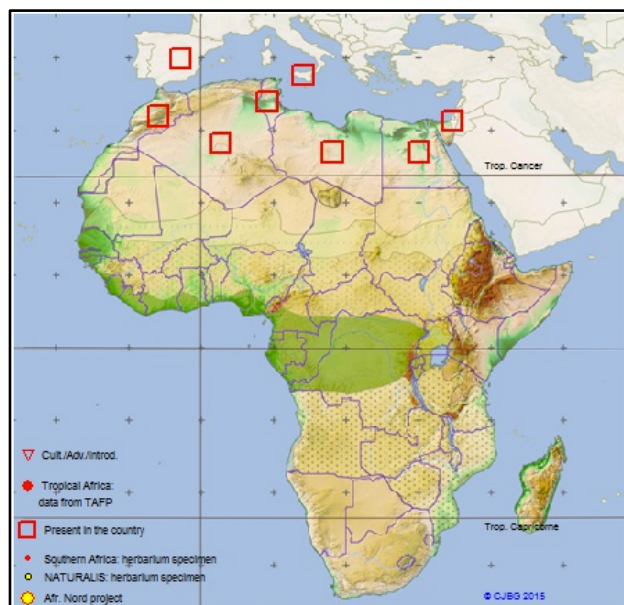 Trop. Cancer
Cult./Adv./Introd.
Tropical Africa:
data from TAFP
Present in the country
Trop. Capricorne
Southern Africa: herbarium specimen
NATURALIS: herbarium specimen
Afr. Nord project
© CJBG 2015